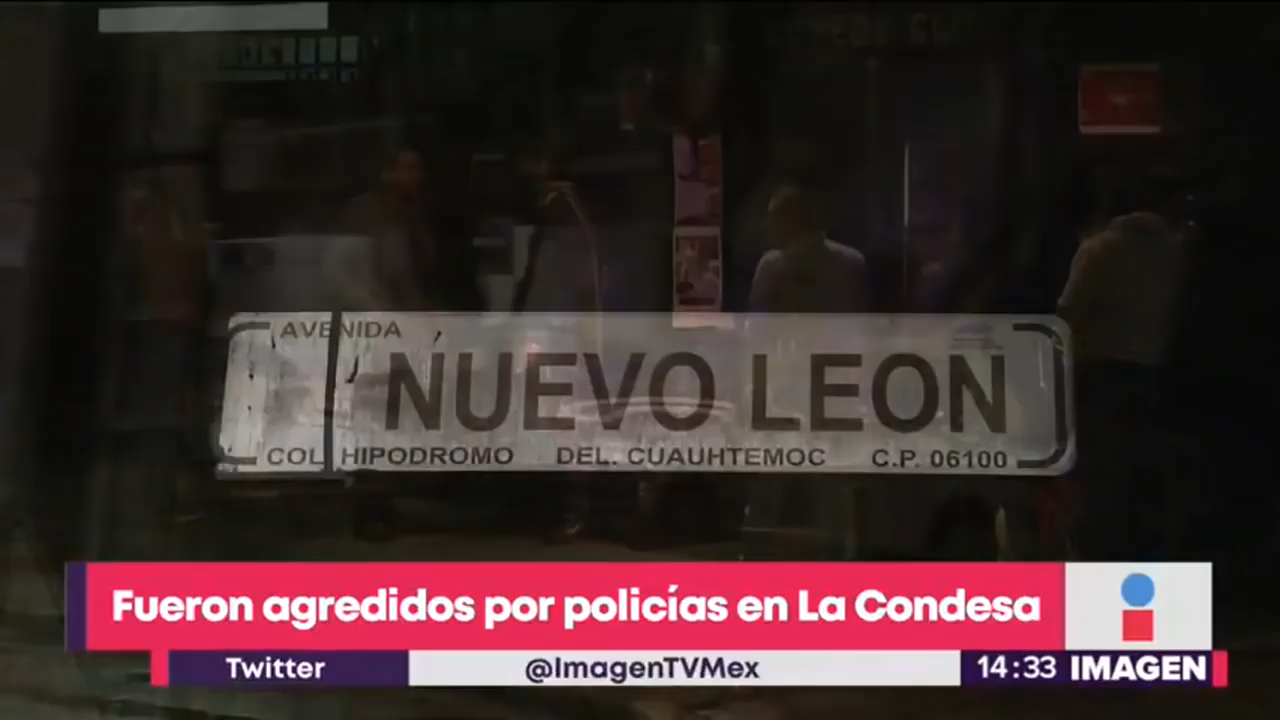 AVENIDA
NUEVO LEON
COL. HIPODROMO DEL. CUAUHTEMOC C.P. 06100
Fueron agredidos por policías en La Condesa
Twitter @ImagenTVMex 14:33 IMAGEN